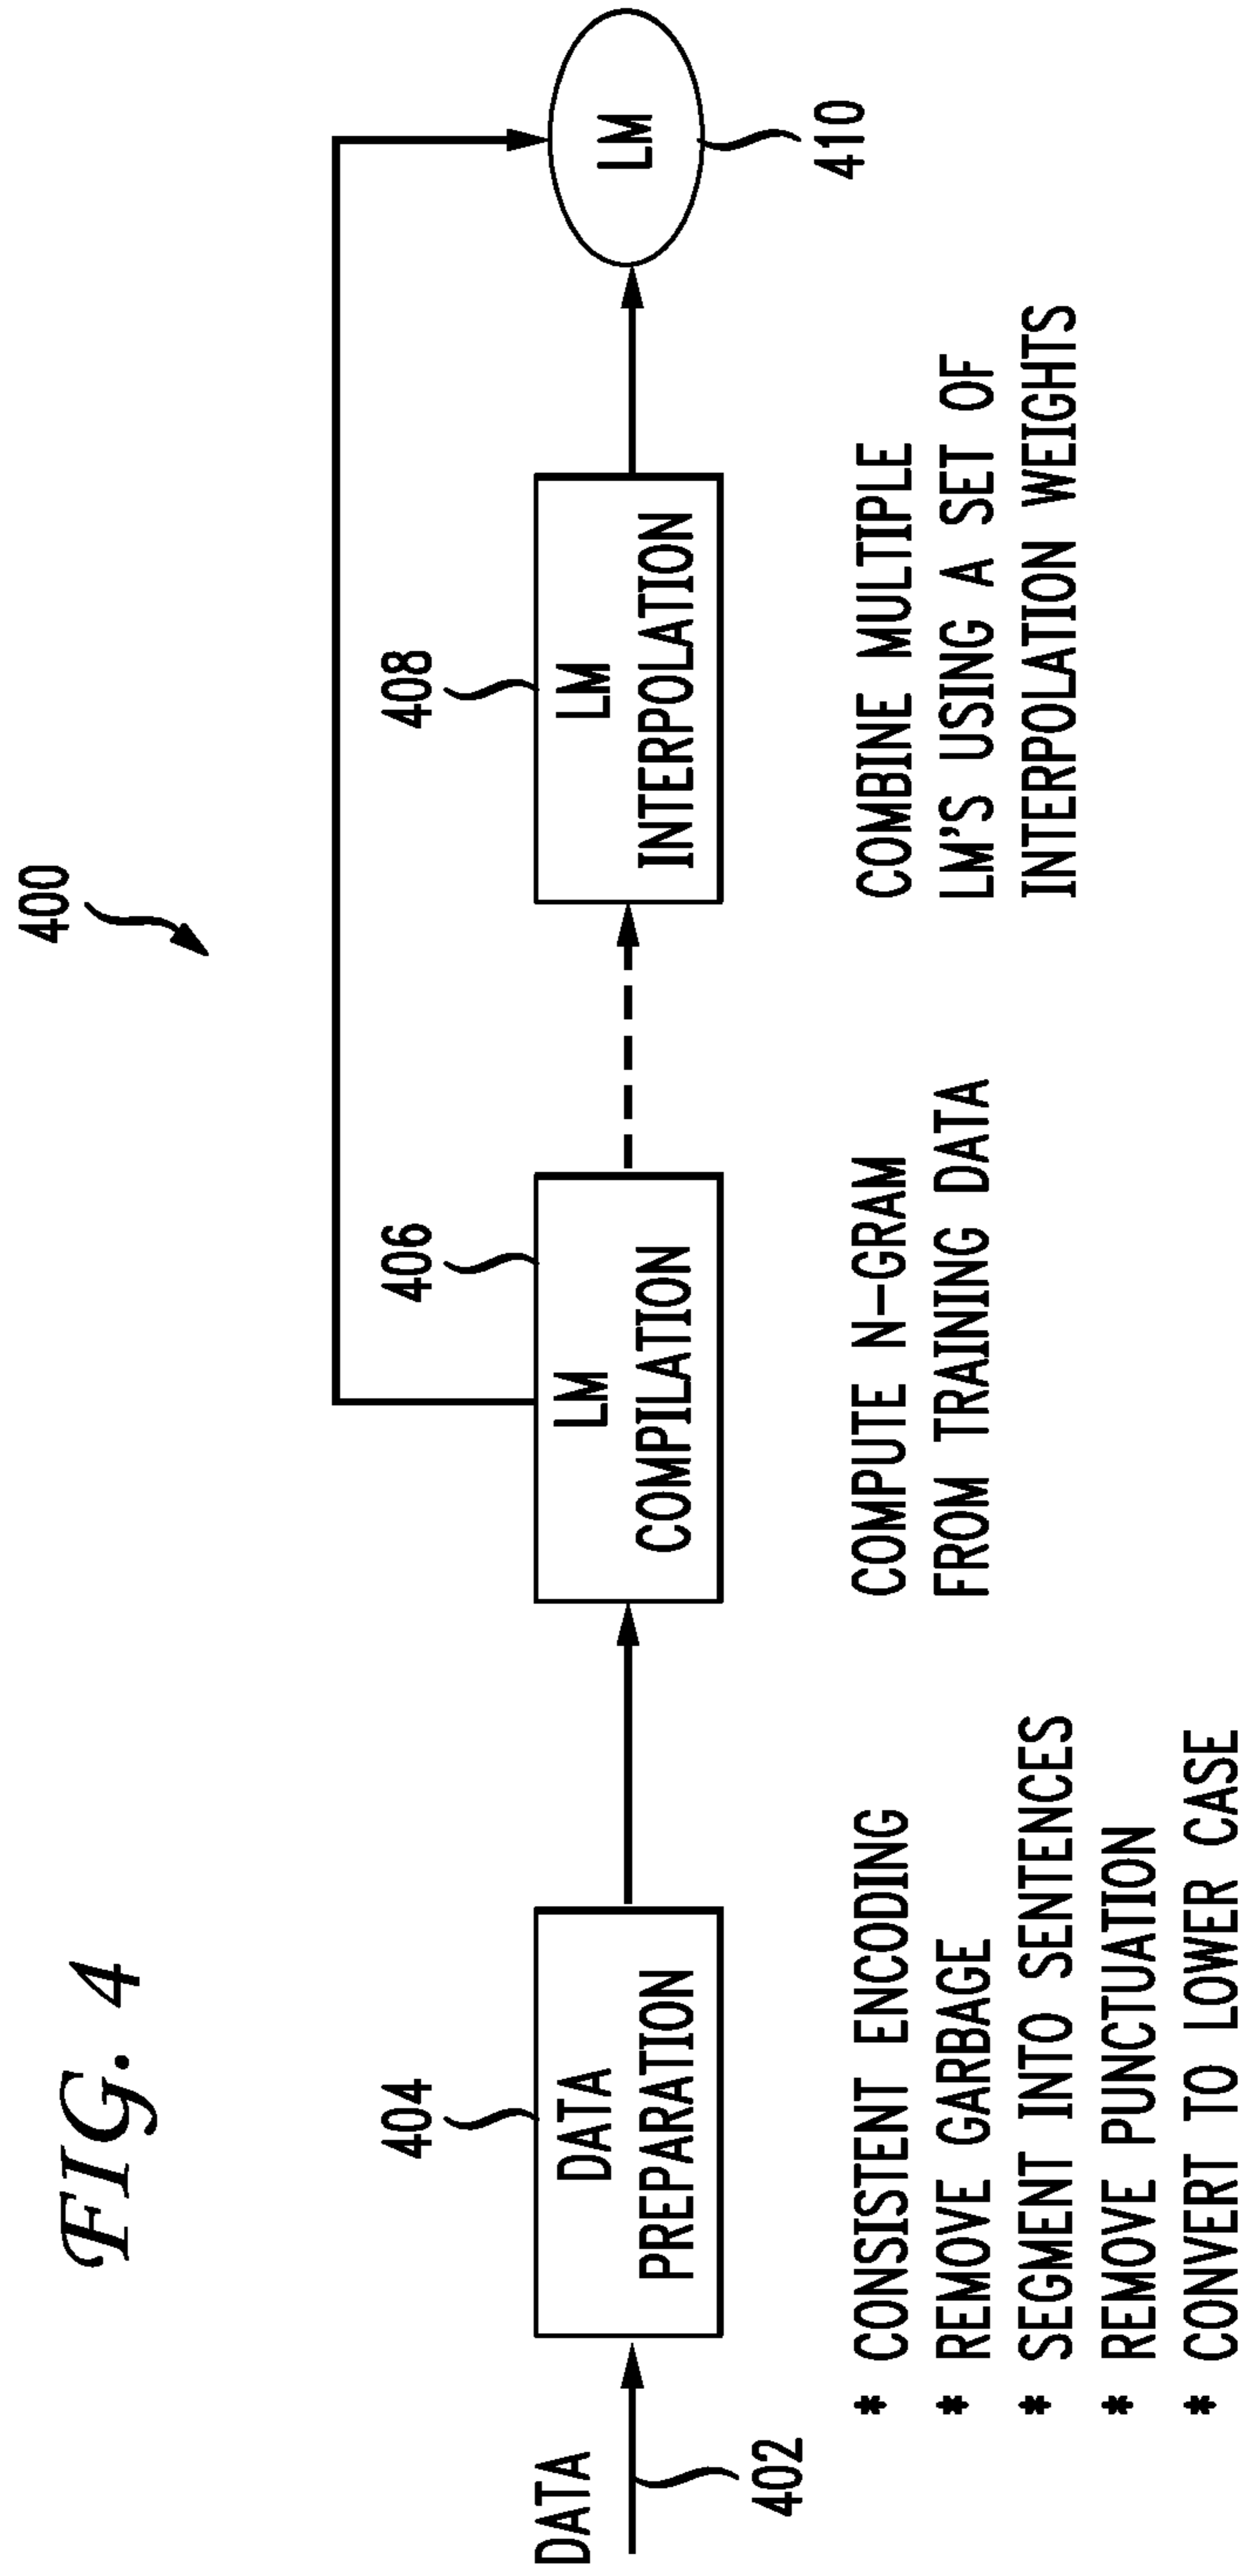 FIG. 4
400
DATA
402
404
DATA
PREPARATION
406
LM
COMPILATION
408
LM
INTERPOLATION
LM
410
* CONSISTENT ENCODING
* REMOVE GARBAGE
* SEGMENT INTO SENTENCES
* REMOVE PUNCTUATION
* CONVERT TO LOWER CASE
COMPUTE N-GRAM
FROM TRAINING DATA
COMBINE MULTIPLE
LM'S USING A SET OF
INTERPOLATION WEIGHTS